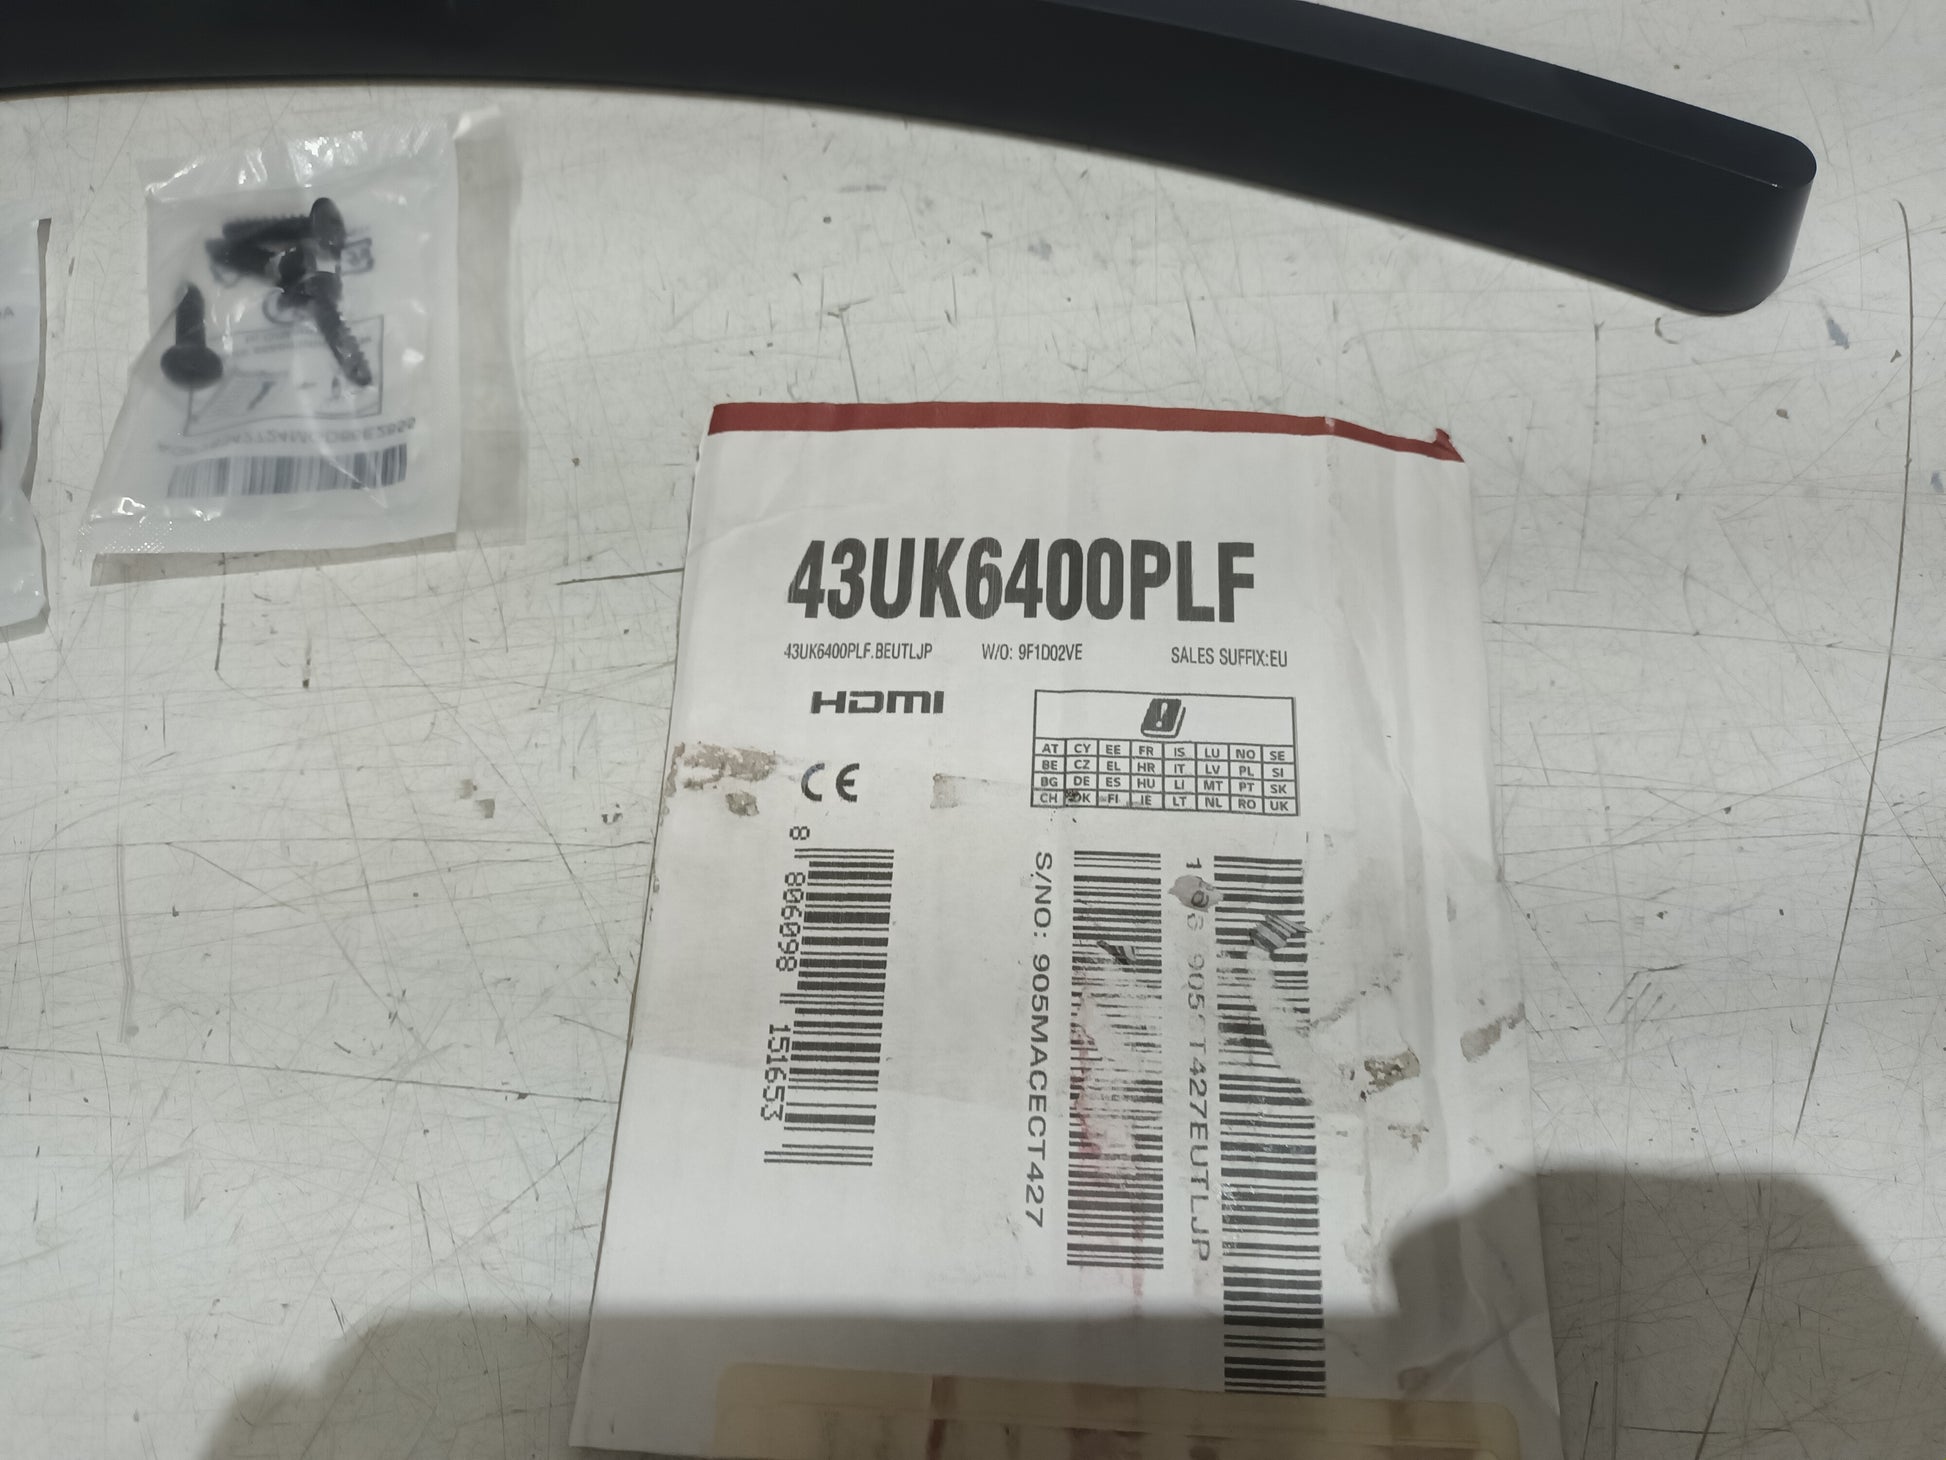 43UK6400PLF
43UK6400PLF.BEUTLJP W/O: 9F1D02VE SALES SUFFIX:EU
HDMI
AT CY EE FR IS LU NO SE
BE CZ EL HR IT LV PL SI
BG DE ES HU LI MT PT SK
CH DK FI IE LT NL RO UK
CE
8 806098 151653
S/NO: 905MACECT427